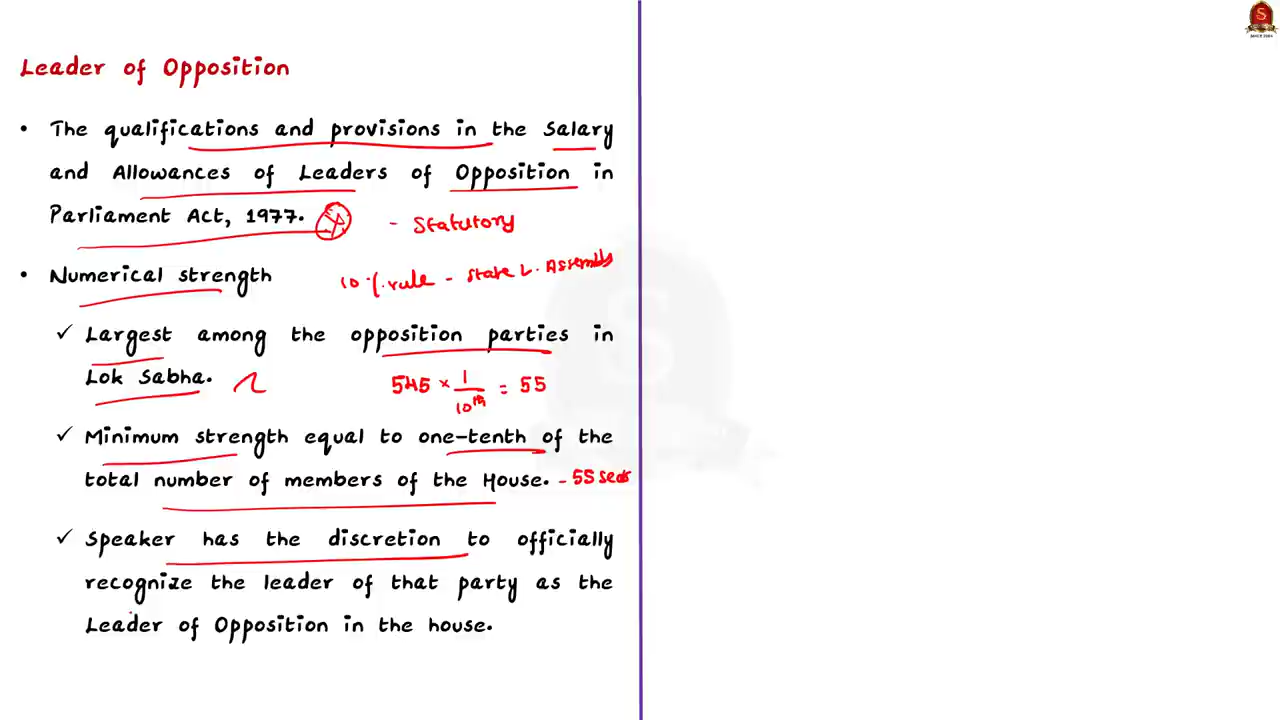 Leader of Opposition
• The qualifications and provisions in the Salary
and Allowances of Leaders of Opposition in
Parliament Act, 1977.
- Statutory
• Numerical strength
10 %. rule - State L. Assembly
✓ Largest among the opposition parties in
Lok Sabha.
545 × 1/10th = 55
✓ Minimum strength equal to one-tenth of the
total number of members of the House. - 55 seats
✓ Speaker has the discretion to officially
recognize the leader of that party as the
Leader of Opposition in the house.
S